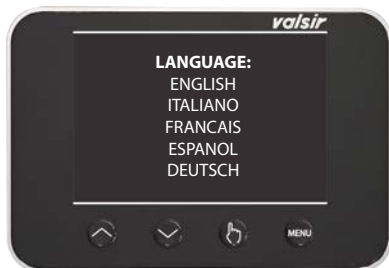 valsir
LANGUAGE:
ENGLISH
ITALIANO
FRANCAIS
ESPANOL
DEUTSCH
MENU